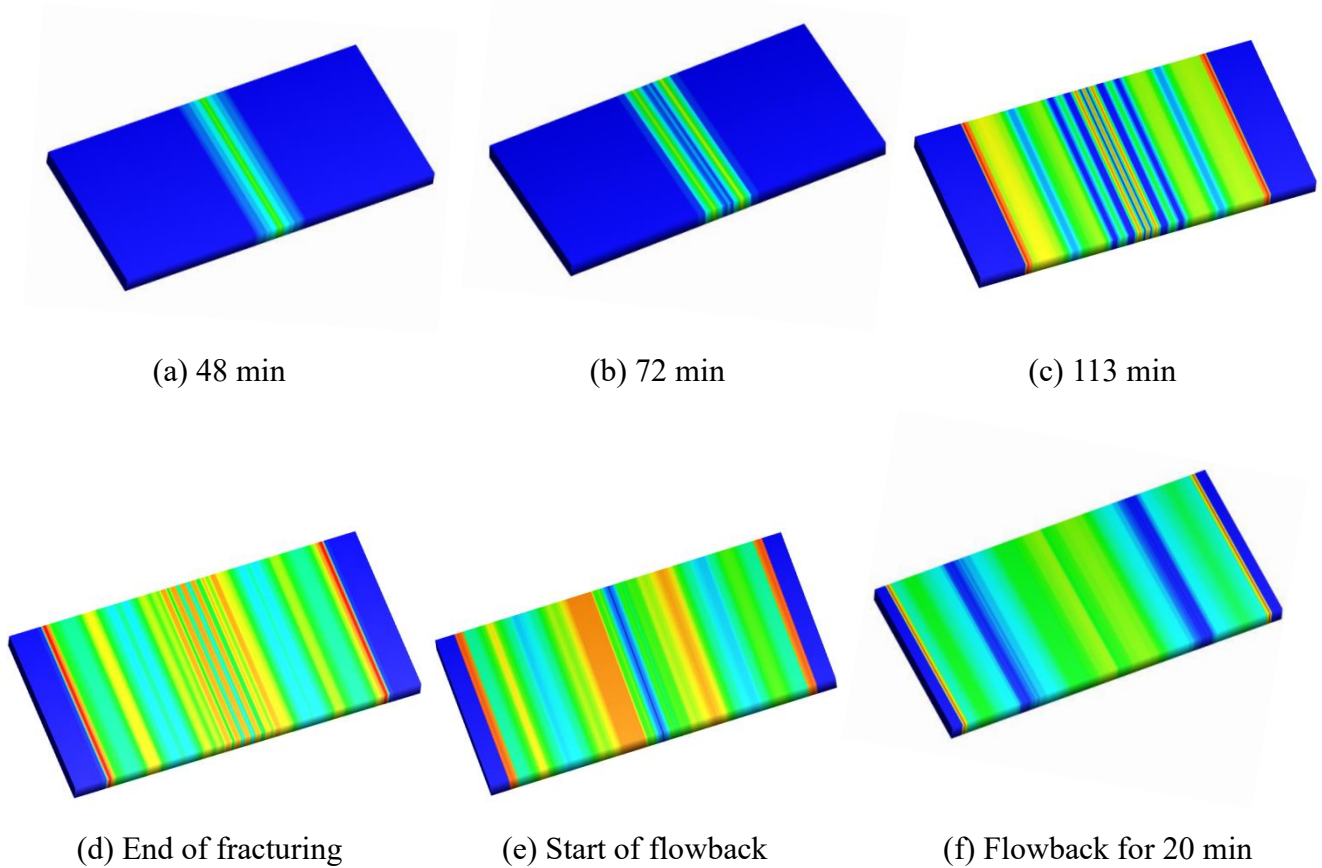 (a) 48 min
(b) 72 min
(c) 113 min
(d) End of fracturing
(e) Start of flowback
(f) Flowback for 20 min